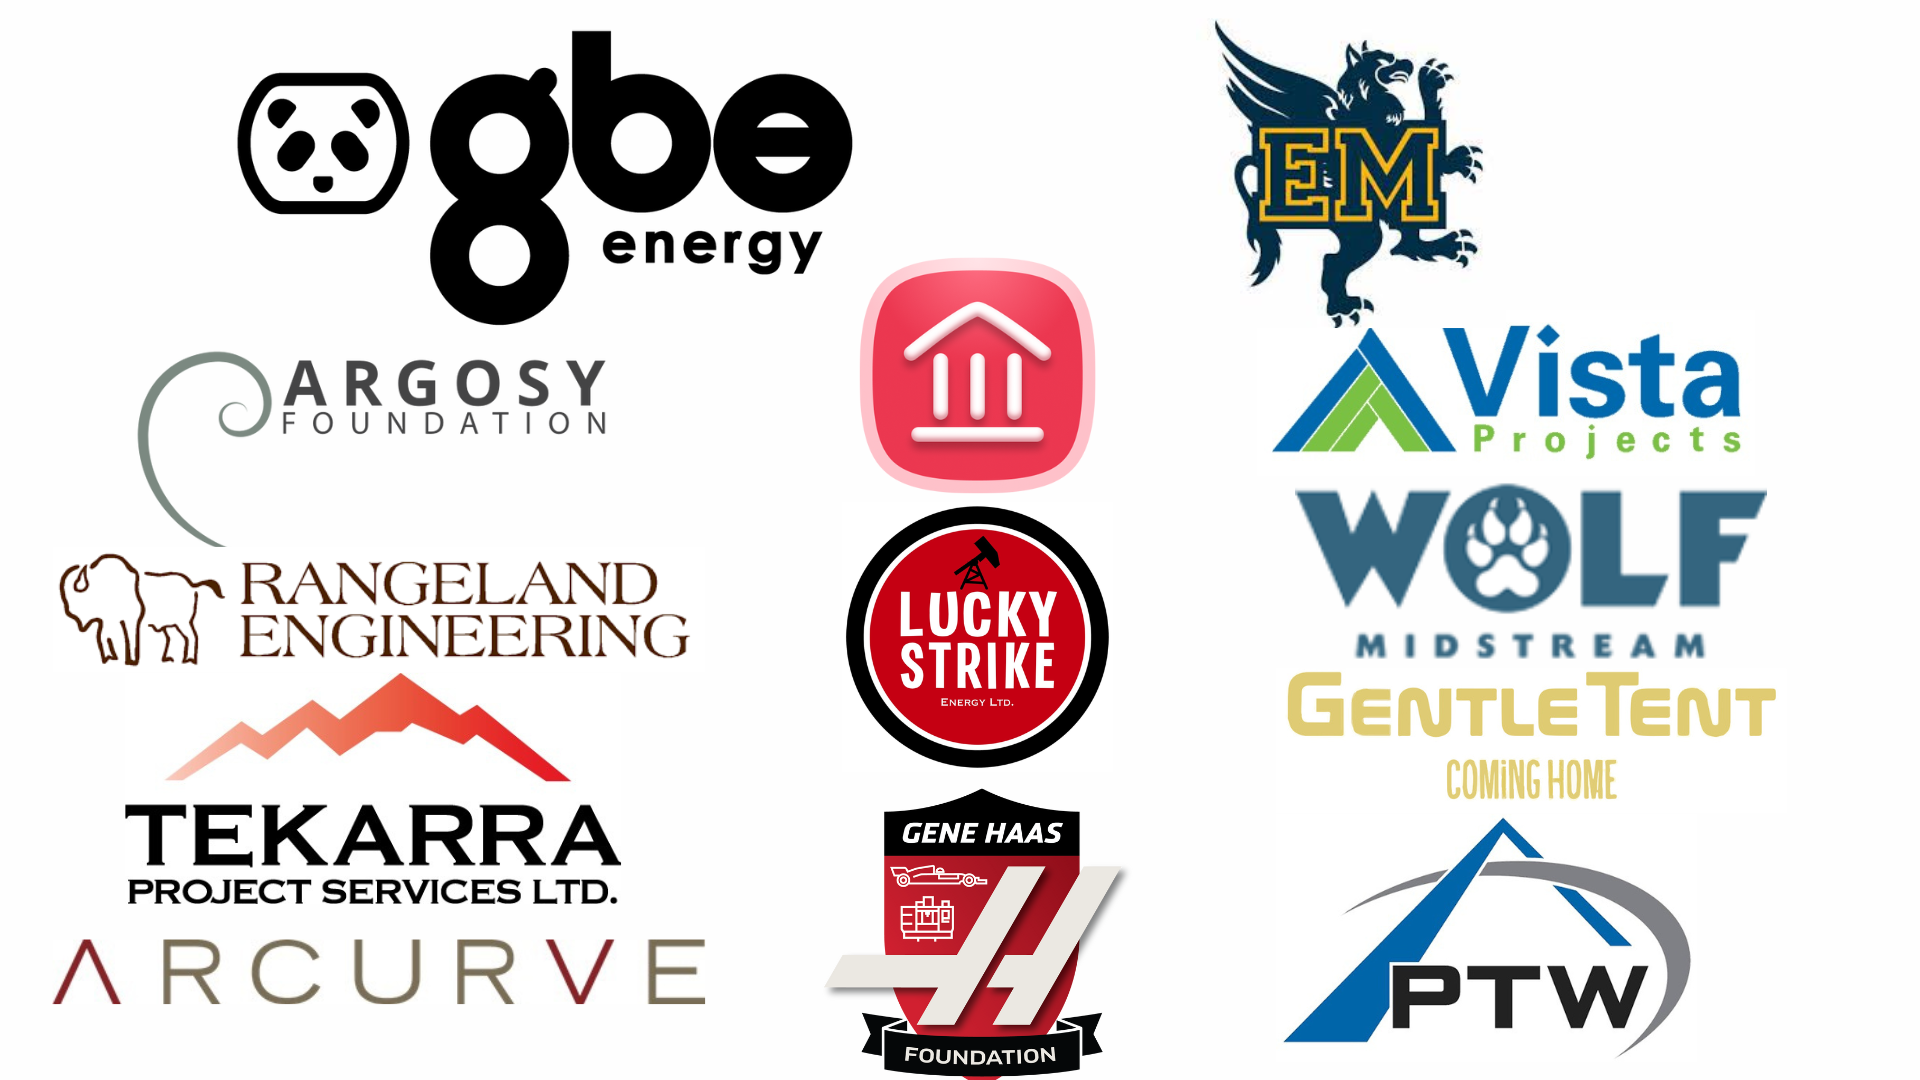 gbe
energy
EM
ARGOSY
FOUNDATION
Vista
Projects
RANGELAND
ENGINEERING
LUCKY
STRIKE
ENERGY LTD.
WOLF
MIDSTREAM
GENTLE TENT
COMiNG HOME
TEKARRA
PROJECT SERVICES LTD.
GENE HAAS
H
FOUNDATION
ARCURVE
PTW